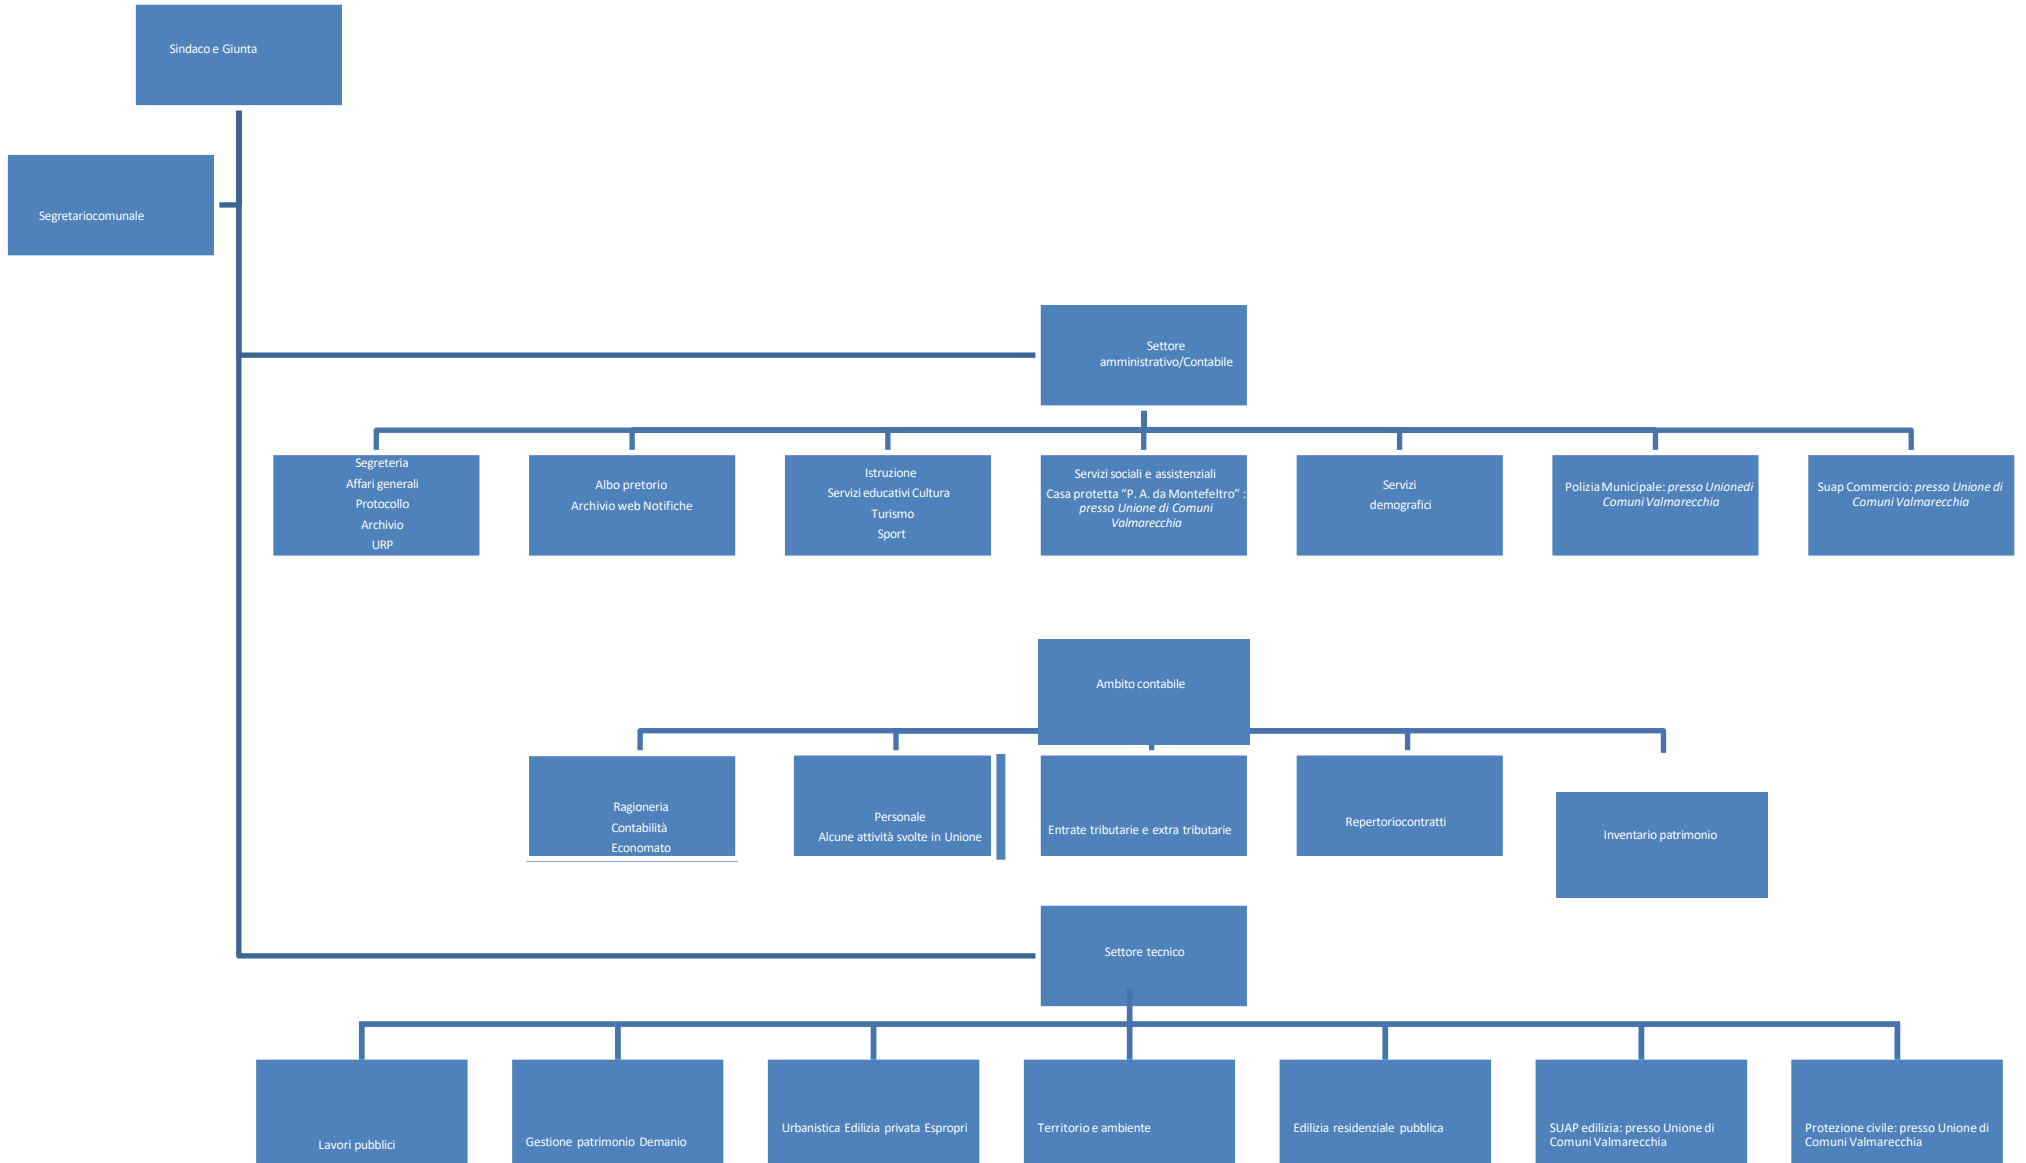 Sindaco e Giunta
Segretariocomunale
Settore
amministrativo/Contabile
Segreteria
Affari generali
Protocollo
Archivio
URP
Albo pretorio
Archivio web Notifiche
Istruzione
Servizi educativi Cultura
Turismo
Sport
Servizi sociali e assistenziali
Casa protetta “P. A. da Montefeltro” :
presso Unione di Comuni
Valmarecchia
Servizi
demografici
Polizia Municipale: presso Unionedi
Comuni Valmarecchia
Suap Commercio: presso Unione di
Comuni Valmarecchia
Ambito contabile
Ragioneria
Contabilità
Economato
Personale
Alcune attività svolte in Unione
Entrate tributarie e extra tributarie
Repertoriocontratti
Inventario patrimonio
Settore tecnico
Lavori pubblici
Gestione patrimonio Demanio
Urbanistica Edilizia privata Espropri
Territorio e ambiente
Edilizia residenziale pubblica
SUAP edilizia: presso Unione di
Comuni Valmarecchia
Protezione civile: presso Unione di
Comuni Valmarecchia